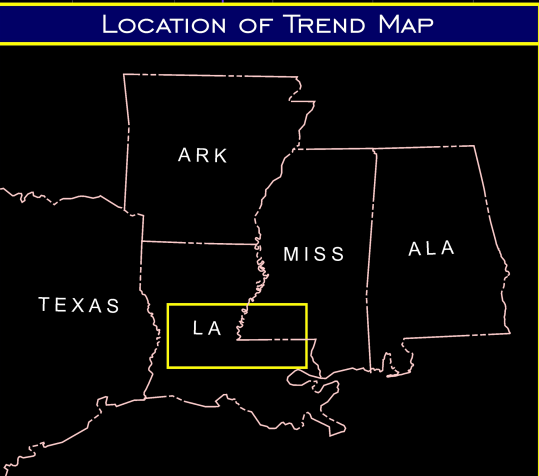 LOCATION OF TREND MAP
ARK
MISS
ALA
TEXAS
LA